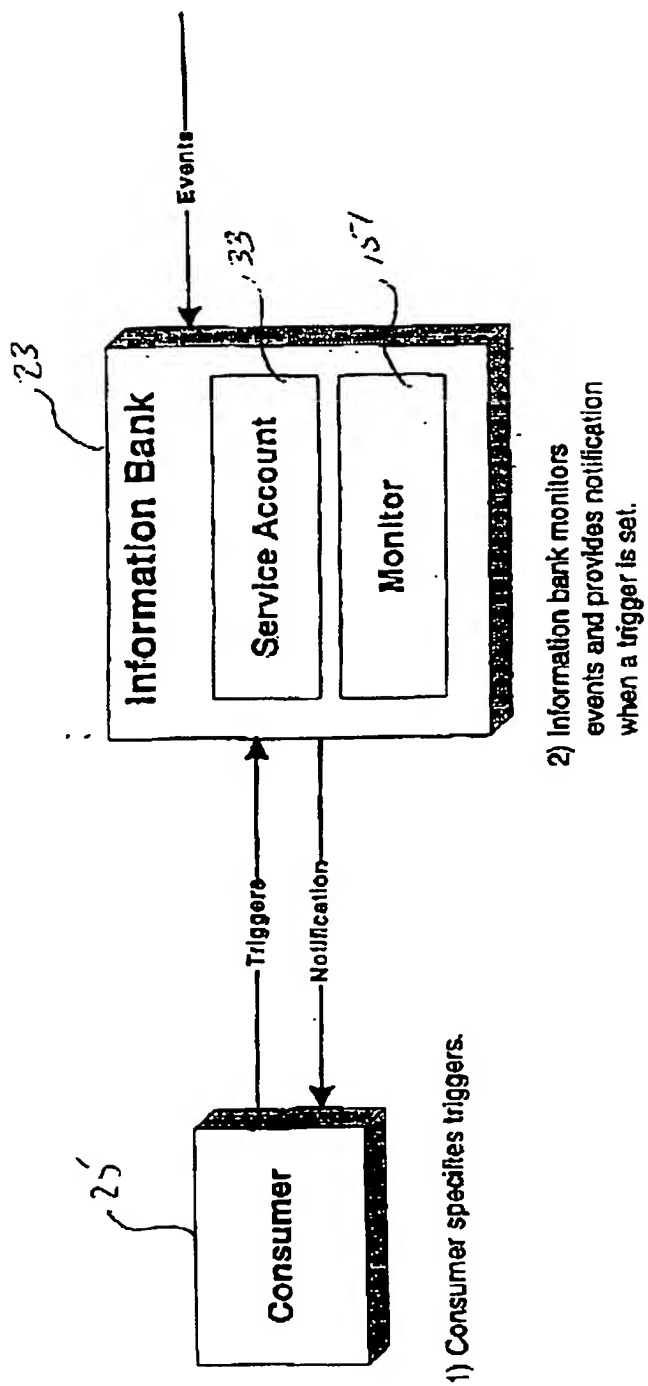 23
Information Bank
Service Account
133
Monitor
Events
Triggers
Notification
25
Consumer
1) Consumer specifies triggers.
2) Information bank monitors
events and provides notification
when a trigger is set.